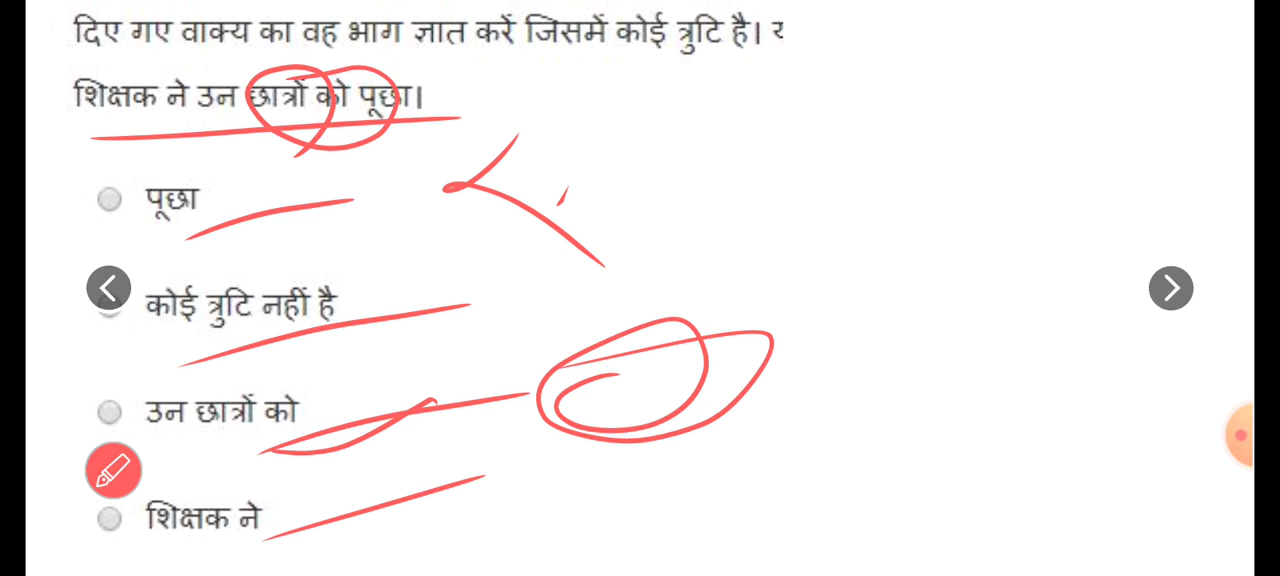 दिए गए वाक्य का वह भाग ज्ञात करें जिसमें कोई त्रुटि है।
शिक्षक ने उन छात्रों को पूछा।
पूछा
कोई त्रुटि नहीं है
उन छात्रों को
शिक्षक ने